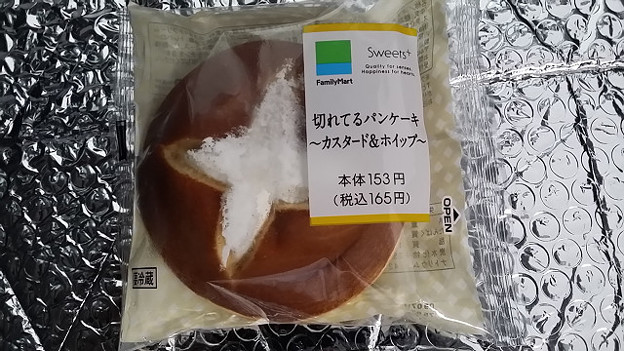 FamilyMart
Sweets+
Quality for senses,
Happiness for hearts.
切れてるパンケーキ
〜カスタード&ホイップ〜
本体153円
(税込165円)
OPEN
要冷蔵